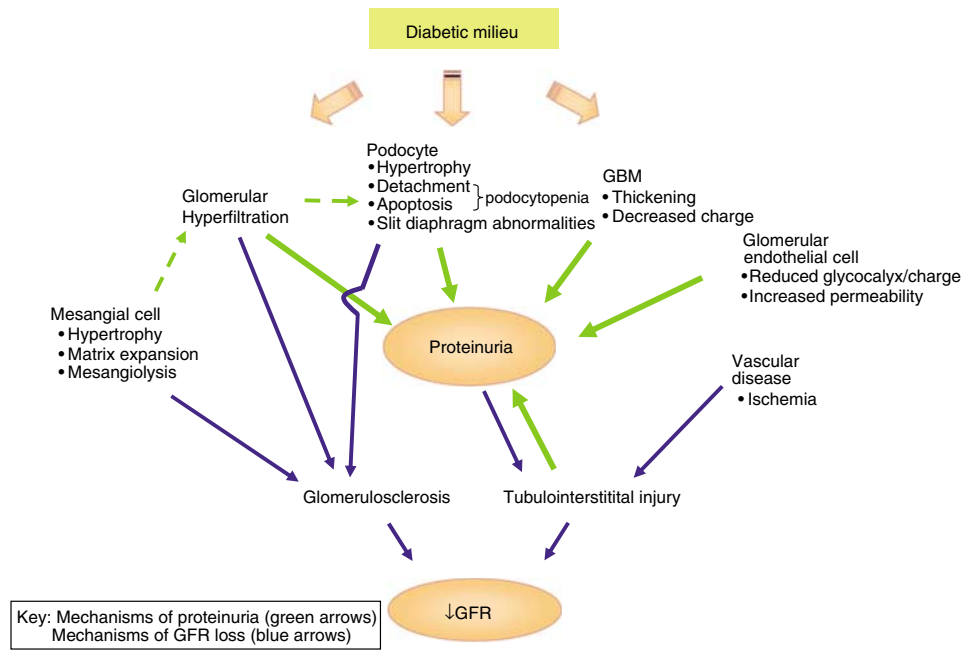 Diabetic milieu
Podocyte
•Hypertrophy
•Detachment
•Apoptosis
podocytopenia
•Slit diaphragm abnormalities
GBM
•Thickening
•Decreased charge
Glomerular
Hyperfiltration
Glomerular
endothelial cell
•Reduced glycocalyx/charge
•Increased permeability
Mesangial cell
•Hypertrophy
•Matrix expansion
•Mesangiolysis
Proteinuria
Vascular
disease
•Ischemia
Glomerulosclerosis
Tubulointerstitital injury
↓GFR
Key: Mechanisms of proteinuria (green arrows)
Mechanisms of GFR loss (blue arrows)